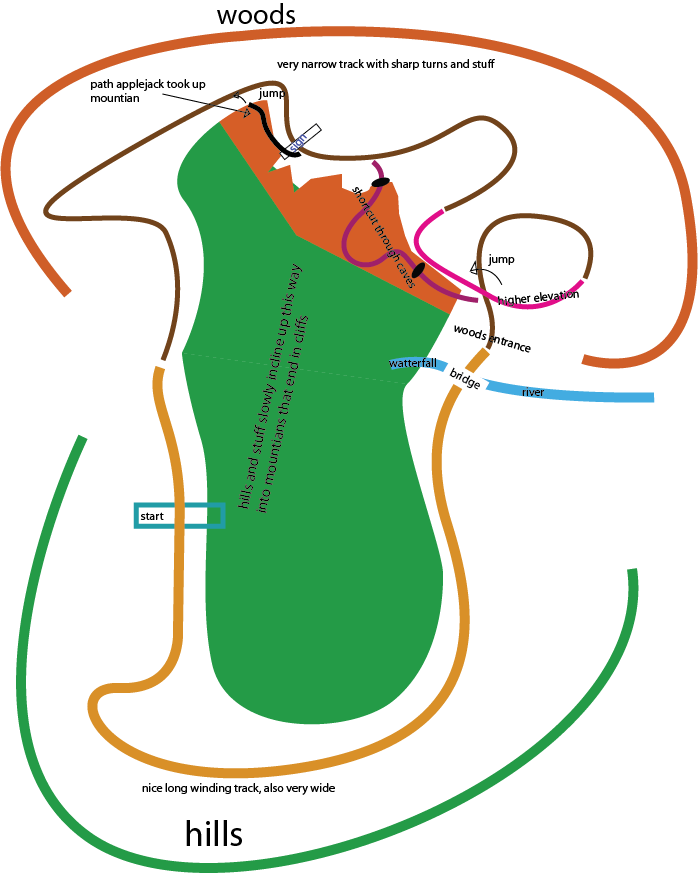 woods
very narrow track with sharp turns and stuff
path applejack took up
mountian
jump
sign
shortcut through caves
jump
higher elevation
woods entrance
watterfall
bridge
river
hills and stuff slowly incline up this way
into mountians that end in cliffs
start
nice long winding track, also very wide
hills